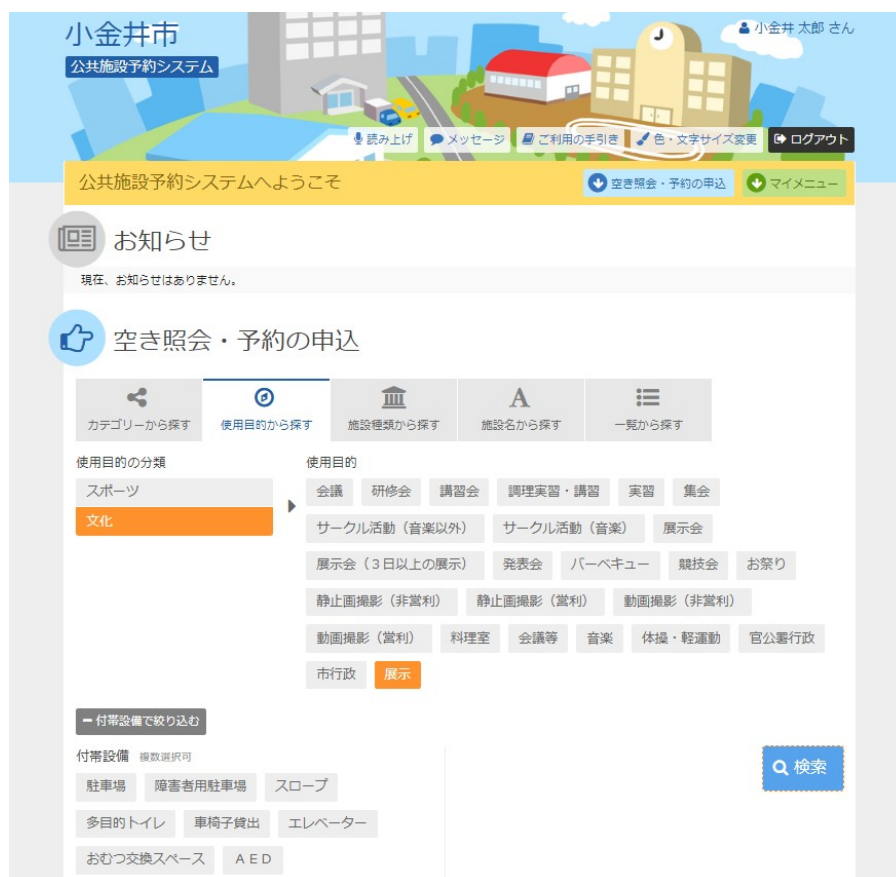 小金井市
小金井 太郎 さん
公共施設予約システム
読み上げ メッセージ ご利用の手引き 色・文字サイズ変更 ログアウト
公共施設予約システムへようこそ
空き照会・予約の申込 マイメニュー
お知らせ
現在、お知らせはありません。
空き照会・予約の申込
カテゴリーから探す 使用目的から探す 施設種類から探す 施設名から探す 一覧から探す
使用目的の分類
スポーツ
文化
使用目的
会議 研修会 講習会 調理実習・講習 実習 集会
サークル活動（音楽以外） サークル活動（音楽） 展示会
展示会（３日以上の展示） 発表会 バーベキュー 競技会 お祭り
静止画撮影（非営利） 静止画撮影（営利） 動画撮影（非営利）
動画撮影（営利） 料理室 会議等 音楽 体操・軽運動 官公署行政
市行政 展示
付帯設備で絞り込む
付帯設備 複数選択可
駐車場 障害者用駐車場 スロープ
多目的トイレ 車椅子貸出 エレベーター
おむつ交換スペース ＡＥＤ
検索